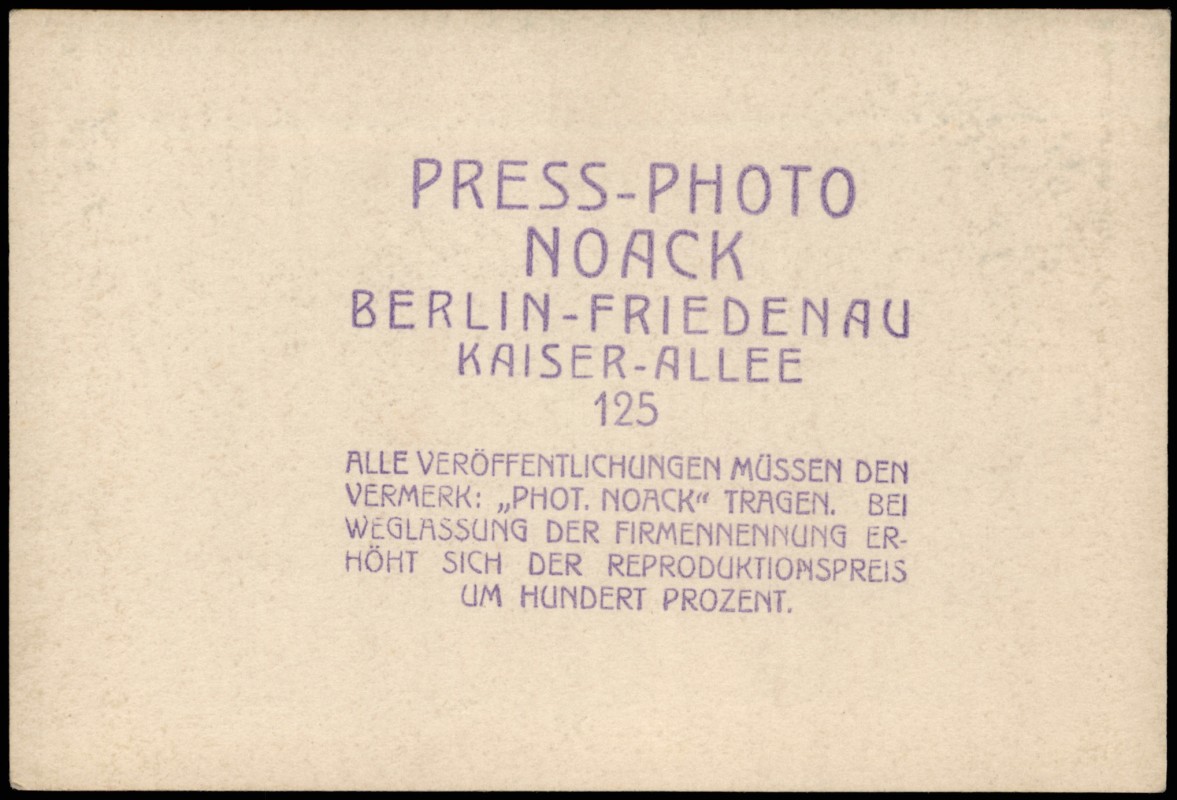 PRESS-PHOTO
NOACK
BERLIN-FRIEDENAU
KAISER-ALLEE
125
ALLE VERÖFFENTLICHUNGEN MÜSSEN DEN
VERMERK: „PHOT. NOACK“ TRAGEN. BEI
WEGLASSUNG DER FIRMENNENNUNG ER-
HÖHT SICH DER REPRODUKTIONSPREIS
UM HUNDERT PROZENT.